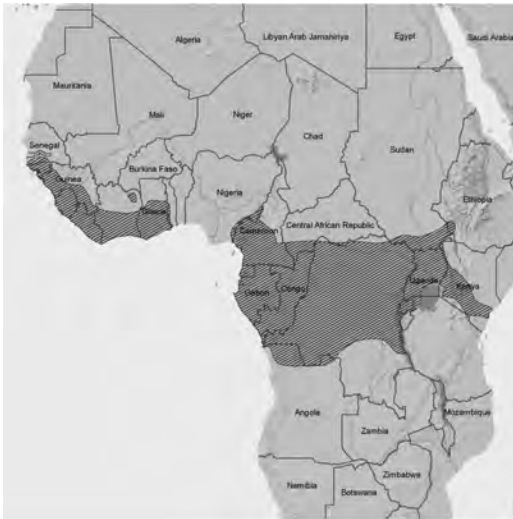 Algeria
Libyan Arab Jamahiriya
Egypt
Saudi Arabia
Mauritania
Mali
Niger
Chad
Sudan
Senegal
Burkina Faso
Guinea
Nigeria
Ghana
Ethiopia
Cameroon
Central African Republic
Uganda
Kenya
Gabon
Congo
Angola
Zambia
Mozambique
Zimbabwe
Namibia
Botswana